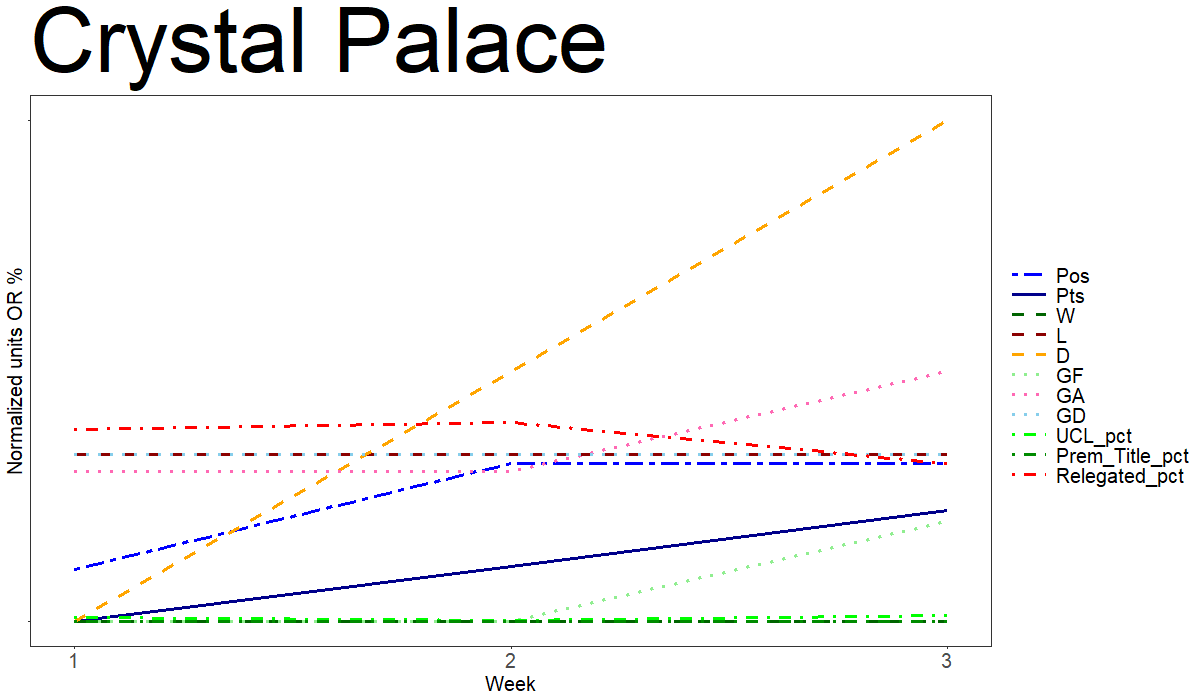 Crystal Palace
Normalized units OR %
Pos
Pts
W
L
D
GF
GA
GD
UCL_pct
Prem_Title_pct
Relegated_pct
1
2
3
Week